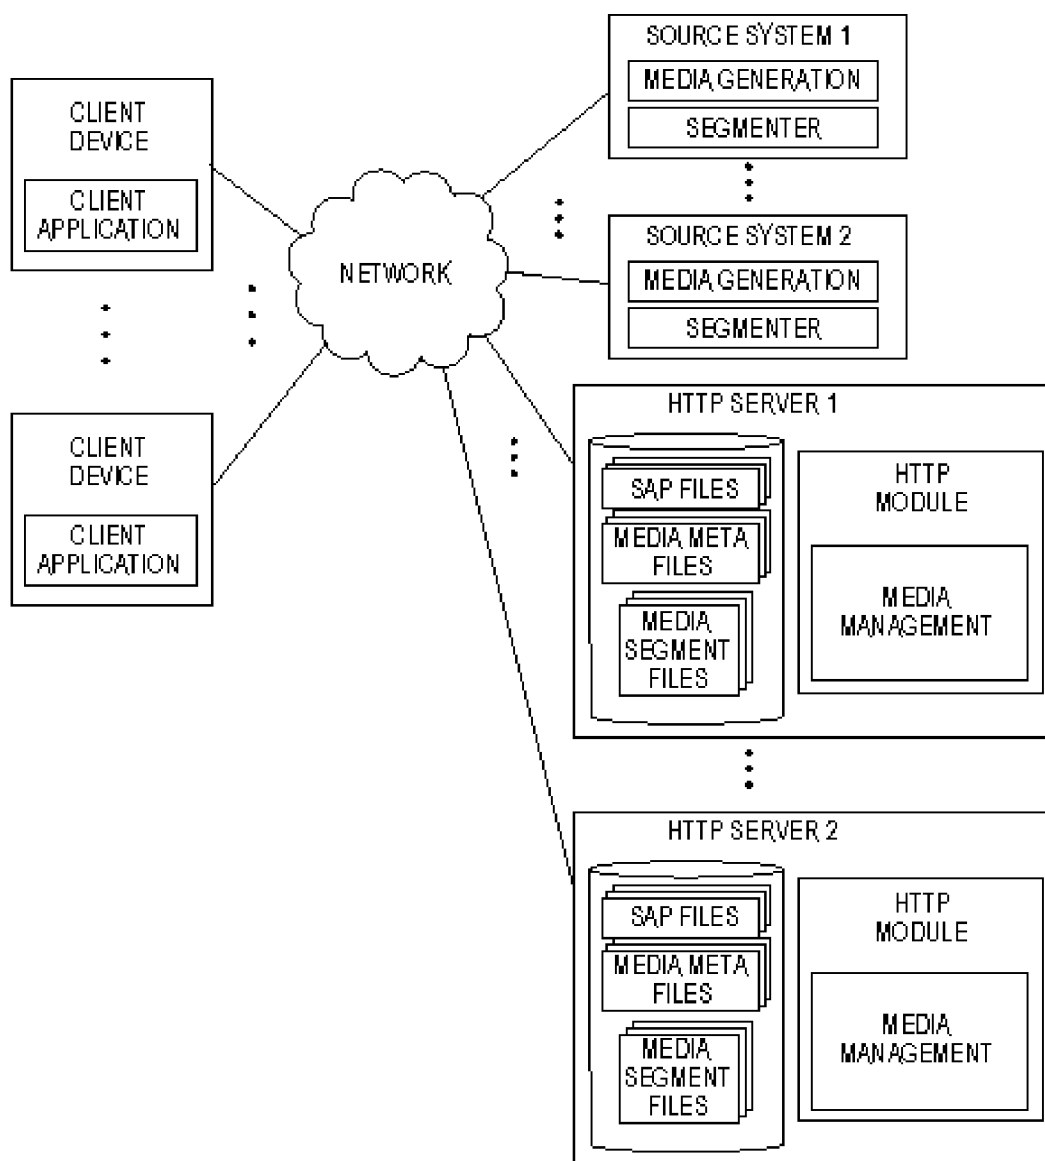 CLIENT
DEVICE
CLIENT
APPLICATION
CLIENT
DEVICE
CLIENT
APPLICATION
NETWORK
SOURCE SYSTEM 1
MEDIA GENERATION
SEGMENTER
SOURCE SYSTEM 2
MEDIA GENERATION
SEGMENTER
HTTP SERVER 1
SAP FILES
MEDIA META
FILES
MEDIA
SEGMENT
FILES
HTTP
MODULE
MEDIA
MANAGEMENT
HTTP SERVER 2
SAP FILES
MEDIA META
FILES
MEDIA
SEGMENT
FILES
HTTP
MODULE
MEDIA
MANAGEMENT